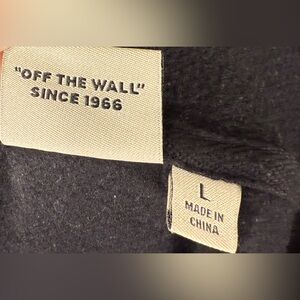 "OFF THE WALL"
SINCE 1966
L
MADE IN
CHINA